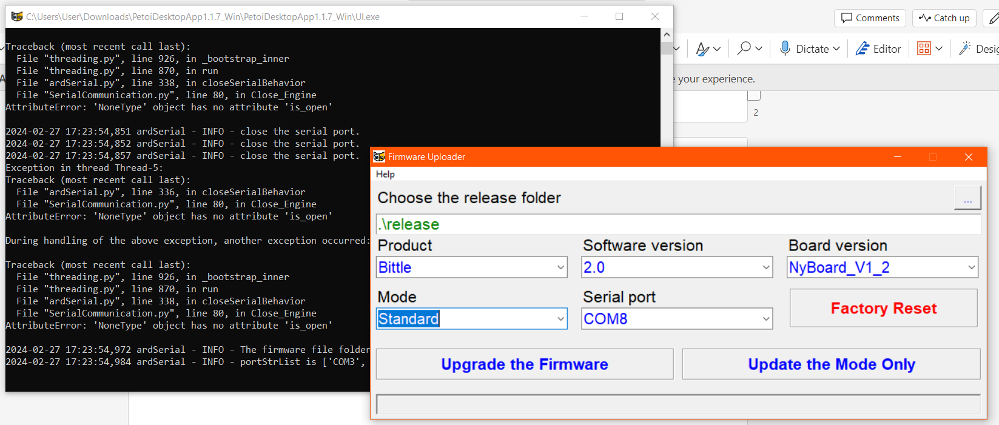 C:\Users\User\Downloads\PetoiDesktopApp1.1.7_Win\PetoiDesktopApp1.1.7_Win\UI.exe
Traceback (most recent call last):
File "threading.py", line 926, in _bootstrap_inner
File "threading.py", line 870, in run
File "ardSerial.py", line 338, in closeSerialBehavior
File "SerialCommunication.py", line 80, in Close_Engine
AttributeError: 'NoneType' object has no attribute 'is_open'
2024-02-27 17:23:54,851 ardSerial - INFO - close the serial port.
2024-02-27 17:23:54,852 ardSerial - INFO - close the serial port.
2024-02-27 17:23:54,857 ardSerial - INFO - close the serial port.
Exception in thread Thread-5:
Traceback (most recent call last):
File "ardSerial.py", line 336, in closeSerialBehavior
File "SerialCommunication.py", line 80, in Close_Engine
AttributeError: 'NoneType' object has no attribute 'is_open'
During handling of the above exception, another exception occurred:
Traceback (most recent call last):
File "threading.py", line 926, in _bootstrap_inner
File "threading.py", line 870, in run
File "ardSerial.py", line 338, in closeSerialBehavior
File "SerialCommunication.py", line 80, in Close_Engine
AttributeError: 'NoneType' object has no attribute 'is_open'
2024-02-27 17:23:54,972 ardSerial - INFO - The firmware file folder
2024-02-27 17:23:54,984 ardSerial - INFO - portStrList is ['COM3',
Comments Catch up
Dictate Editor
your experience.
2
Firmware Uploader
Help
Choose the release folder
...
.\release
Product Software version Board version
Bittle 2.0 NyBoard_V1_2
Mode Serial port
Standard COM8 Factory Reset
Upgrade the Firmware Update the Mode Only